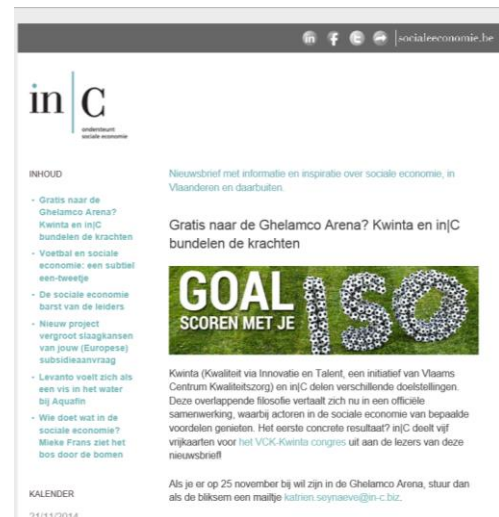 socialeeconomie.be
in|C
ondersteunt
sociale economie
INHOUD
- Gratis naar de
Ghelamco Arena?
Kwinta en in|C
bundelen de krachten
- Voetbal en sociale
economie: een subtiel
een-tweetje
- De sociale economie
barst van de leiders
- Nieuw project
vergroot slaagkansen
van jouw (Europese)
subsidieaanvraag
- Levanto voelt zich als
een vis in het water
bij Aquafin
- Wie doet wat in de
sociale economie?
Mieke Frans ziet het
bos door de bomen
KALENDER
21/11/2014
Nieuwsbrief met informatie en inspiratie over sociale economie, in
Vlaanderen en daarbuiten.
Gratis naar de Ghelamco Arena? Kwinta en in|C
bundelen de krachten
GOAL
SCOREN MET JE
ISO
Kwinta (Kwaliteit via Innovatie en Talent, een initiatief van Vlaams
Centrum Kwaliteitszorg) en in|C delen verschillende doelstellingen.
Deze overlappende filosofie vertaalt zich nu in een officiële
samenwerking, waarbij actoren in de sociale economie van bepaalde
voordelen genieten. Het eerste concrete resultaat? in|C deelt vijf
vrijkaarten voor het VCK-Kwinta congres uit aan de lezers van deze
nieuwsbrief!
Als je er op 25 november bij wil zijn in de Ghelamco Arena, stuur dan
als de bliksem een mailtje katrien.seynaeve@in-c.biz.